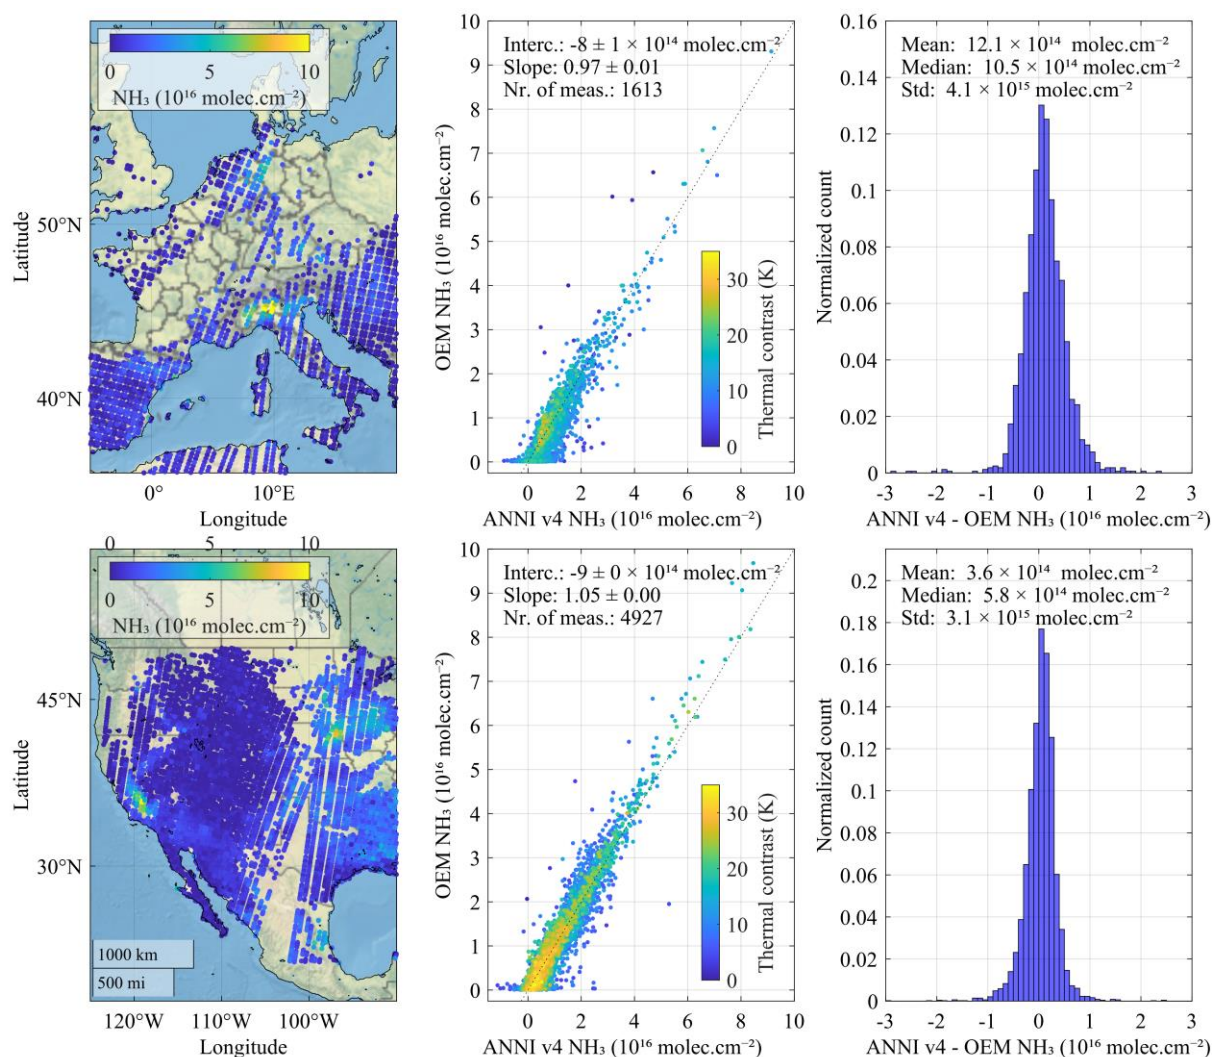 0 5 10
NH₃ (10¹⁶ molec.cm⁻²)
50°N
40°N
Latitude
0° 10°E
Longitude
10
9
8
7
6
5
4
3
2
1
0
OEM NH₃ (10¹⁶ molec.cm⁻²)
Interc.: -8 ± 1 × 10¹⁴ molec.cm⁻²
Slope: 0.97 ± 0.01
Nr. of meas.: 1613
30
20
10
0
Thermal contrast (K)
0 2 4 6 8 10
ANNI v4 NH₃ (10¹⁶ molec.cm⁻²)
0.16
0.14
0.12
0.1
0.08
0.06
0.04
0.02
0
Normalized count
Mean: 12.1 × 10¹⁴ molec.cm⁻²
Median: 10.5 × 10¹⁴ molec.cm⁻²
Std: 4.1 × 10¹⁵ molec.cm⁻²
-3 -2 -1 0 1 2 3
ANNI v4 - OEM NH₃ (10¹⁶ molec.cm⁻²)
0 5 10
0 5 10
NH₃ (10¹⁶ molec.cm⁻²)
45°N
30°N
Latitude
1000 km
500 mi
120°W 110°W 100°W
Longitude
10
9
8
7
6
5
4
3
2
1
0
OEM NH₃ (10¹⁶ molec.cm⁻²)
Interc.: -9 ± 0 × 10¹⁴ molec.cm⁻²
Slope: 1.05 ± 0.00
Nr. of meas.: 4927
30
20
10
0
Thermal contrast (K)
0 2 4 6 8 10
ANNI v4 NH₃ (10¹⁶ molec.cm⁻²)
0.2
0.18
0.16
0.14
0.12
0.1
0.08
0.06
0.04
0.02
0
Normalized count
Mean: 3.6 × 10¹⁴ molec.cm⁻²
Median: 5.8 × 10¹⁴ molec.cm⁻²
Std: 3.1 × 10¹⁵ molec.cm⁻²
-3 -2 -1 0 1 2 3
ANNI v4 - OEM NH₃ (10¹⁶ molec.cm⁻²)